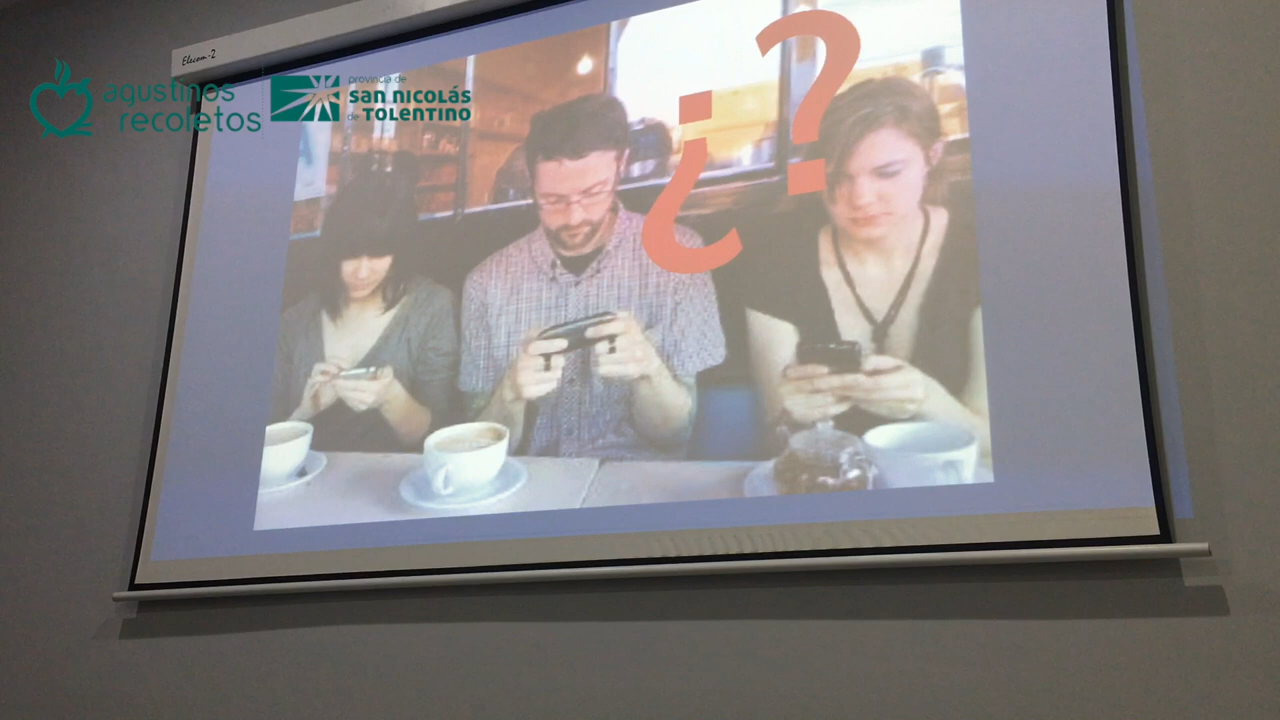 Elecom-2
agustinos
recoletos
provincia de
SAN NICOLÁS
de TOLENTINO
¿?